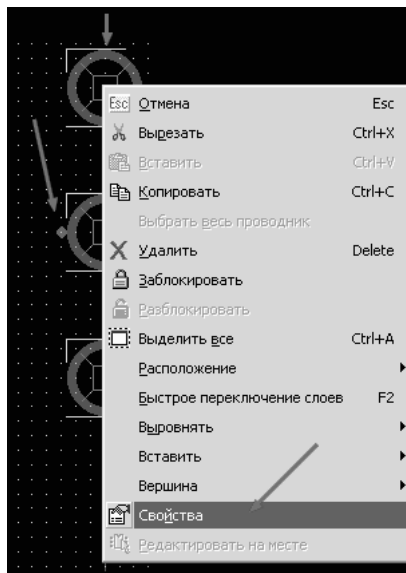 Esc Отмена Esc
Вырезать Ctrl+X
Вставить Ctrl+V
Копировать Ctrl+C
Выбрать весь проводник
Удалить Delete
Заблокировать
Разблокировать
Выделить все Ctrl+A
Расположение
Быстрое переключение слоев F2
Выровнять
Вставить
Вершина
Свойства
Редактировать на месте